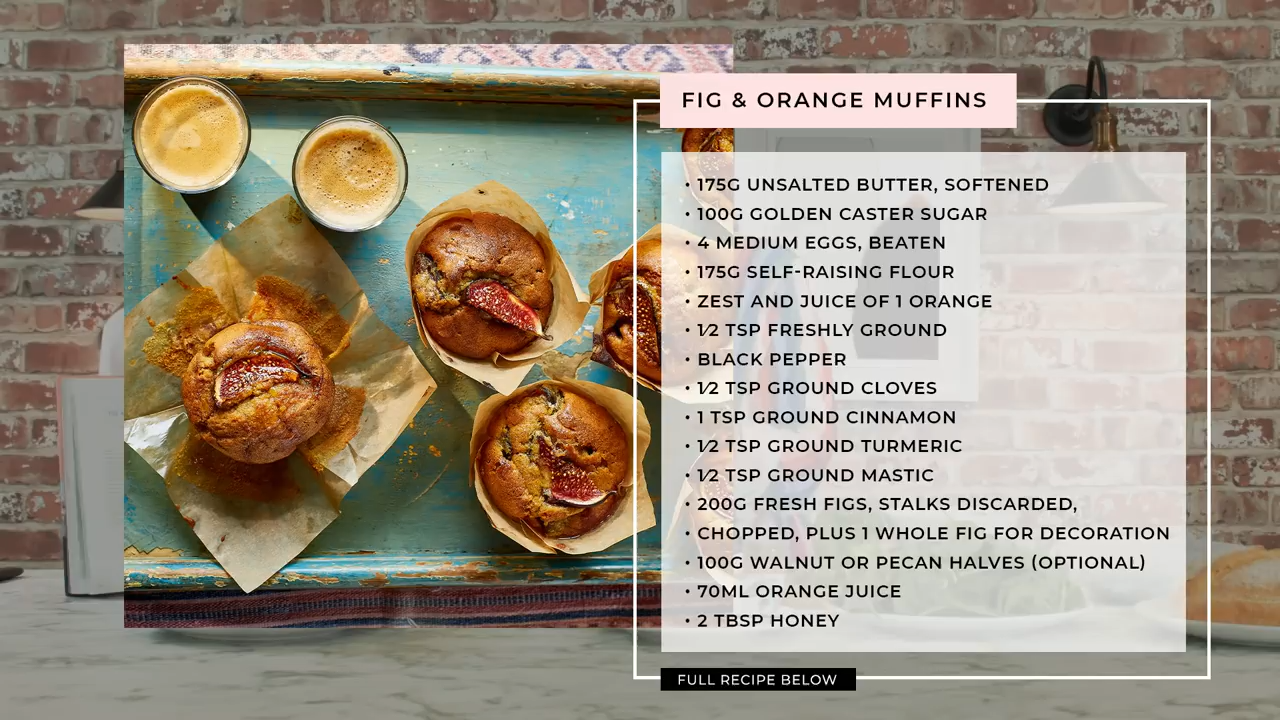 FIG & ORANGE MUFFINS
• 175G UNSALTED BUTTER, SOFTENED
• 100G GOLDEN CASTER SUGAR
• 4 MEDIUM EGGS, BEATEN
• 175G SELF-RAISING FLOUR
• ZEST AND JUICE OF 1 ORANGE
• 1/2 TSP FRESHLY GROUND
• BLACK PEPPER
• 1/2 TSP GROUND CLOVES
• 1 TSP GROUND CINNAMON
• 1/2 TSP GROUND TURMERIC
• 1/2 TSP GROUND MASTIC
• 200G FRESH FIGS, STALKS DISCARDED,
• CHOPPED, PLUS 1 WHOLE FIG FOR DECORATION
• 100G WALNUT OR PECAN HALVES (OPTIONAL)
• 70ML ORANGE JUICE
• 2 TBSP HONEY
FULL RECIPE BELOW